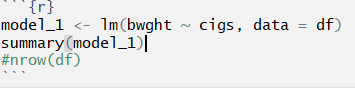 ```{r}
model_1 <- lm(bwght ~ cigs, data = df)
summary(model_1)
#nrow(df)
```